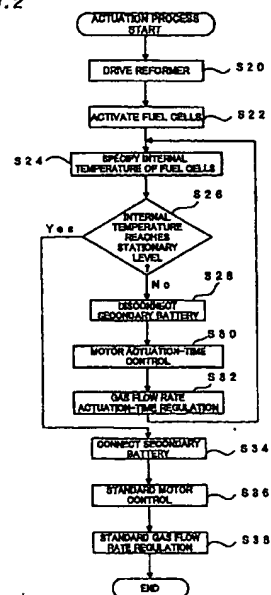 .2
ACTUATION PROCESS
START
DRIVE REFORMER
S20
ACTIVATE FUEL CELLS
S22
S24
SPECIFY INTERNAL
TEMPERATURE OF FUEL CELLS
S26
INTERNAL
TEMPERATURE
REACHES
STATIONARY
LEVEL
?
Yes
No
S28
DISCONNECT
SECONDARY BATTERY
S30
MOTOR ACTUATION-TIME
CONTROL
S32
GAS FLOW RATE
ACTUATION-TIME REGULATION
CONNECT SECONDARY
BATTERY
S34
STANDARD MOTOR
CONTROL
S36
STANDARD GAS FLOW
RATE REGULATION
S38
END